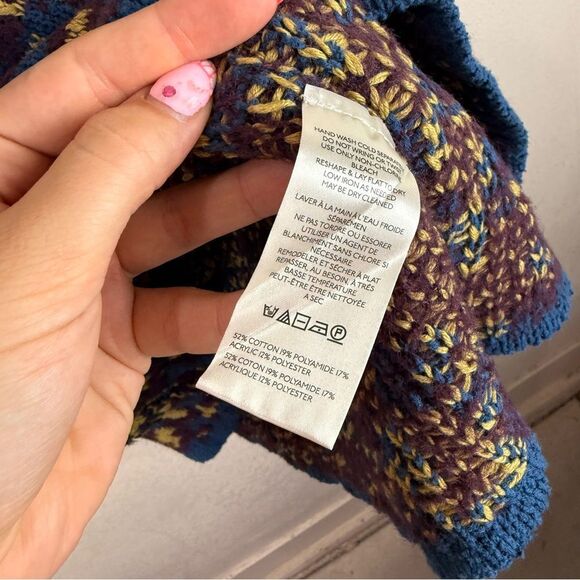 HAND WASH COLD SEPARATELY
DO NOT WRING OR TWIST
USE ONLY NON-CHLORINE
BLEACH
RESHAPE & LAY FLAT TO DRY
LOW IRON AS NEEDED
MAY BE DRY CLEANED
LAVER À LA MAIN À L'EAU FROIDE
SÉPARÉMEN
NE PAS TORDRE OU ESSORER
UTILISER UN AGENT DE
BLANCHIMENT SANS CHLORE SI
NÉCESSAIRE
REMODELER ET SÉCHER À PLAT
REPASSER, AU BESOIN, À TRÉS
BASSE TEMPÉRATURE
PEUT-ÊTRE ÊTRE NETTOYÉE
A SEC
P
52% COTTON 19% POLYAMIDE 17%
ACRYLIC 12% POLYESTER
52% COTTON 19% POLYAMIDE 17%
ACRYLIQUE 12% POLYESTER